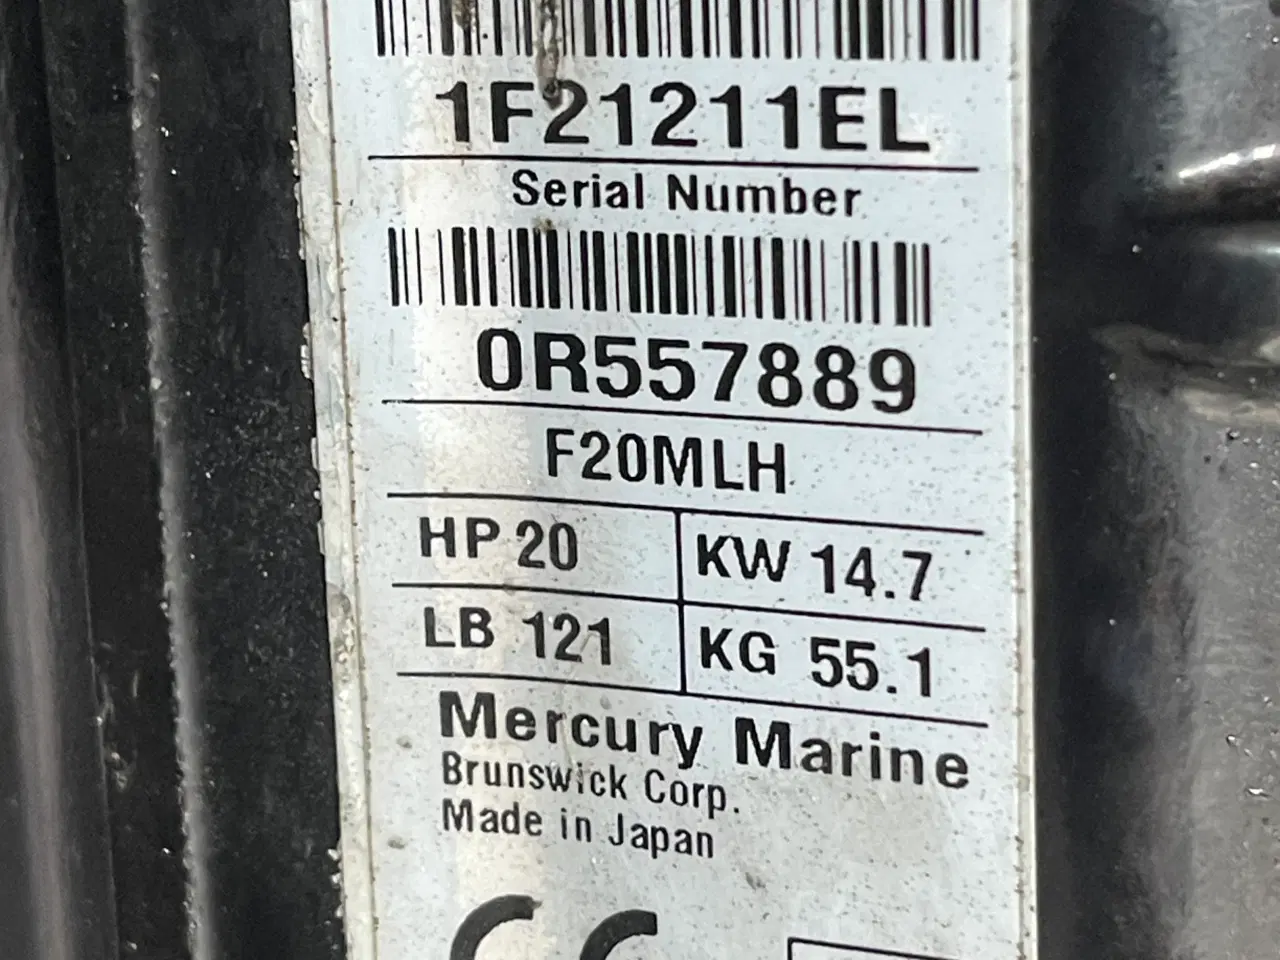 1F21211EL
Serial Number
0R557889
F20MLH
HP 20 KW 14.7
LB 121 KG 55.1
Mercury Marine
Brunswick Corp.
Made in Japan
CE